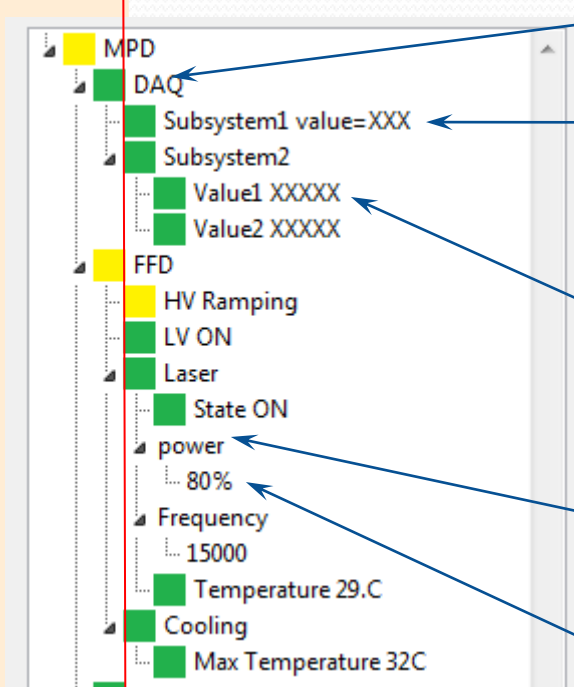 MPD
DAQ
Subsystem1 value=XXX
Subsystem2
Value1 XXXXX
Value2 XXXXX
FFD
HV Ramping
LV ON
Laser
State ON
power
80%
Frequency
15000
Temperature 29.C
Cooling
Max Temperature 32C